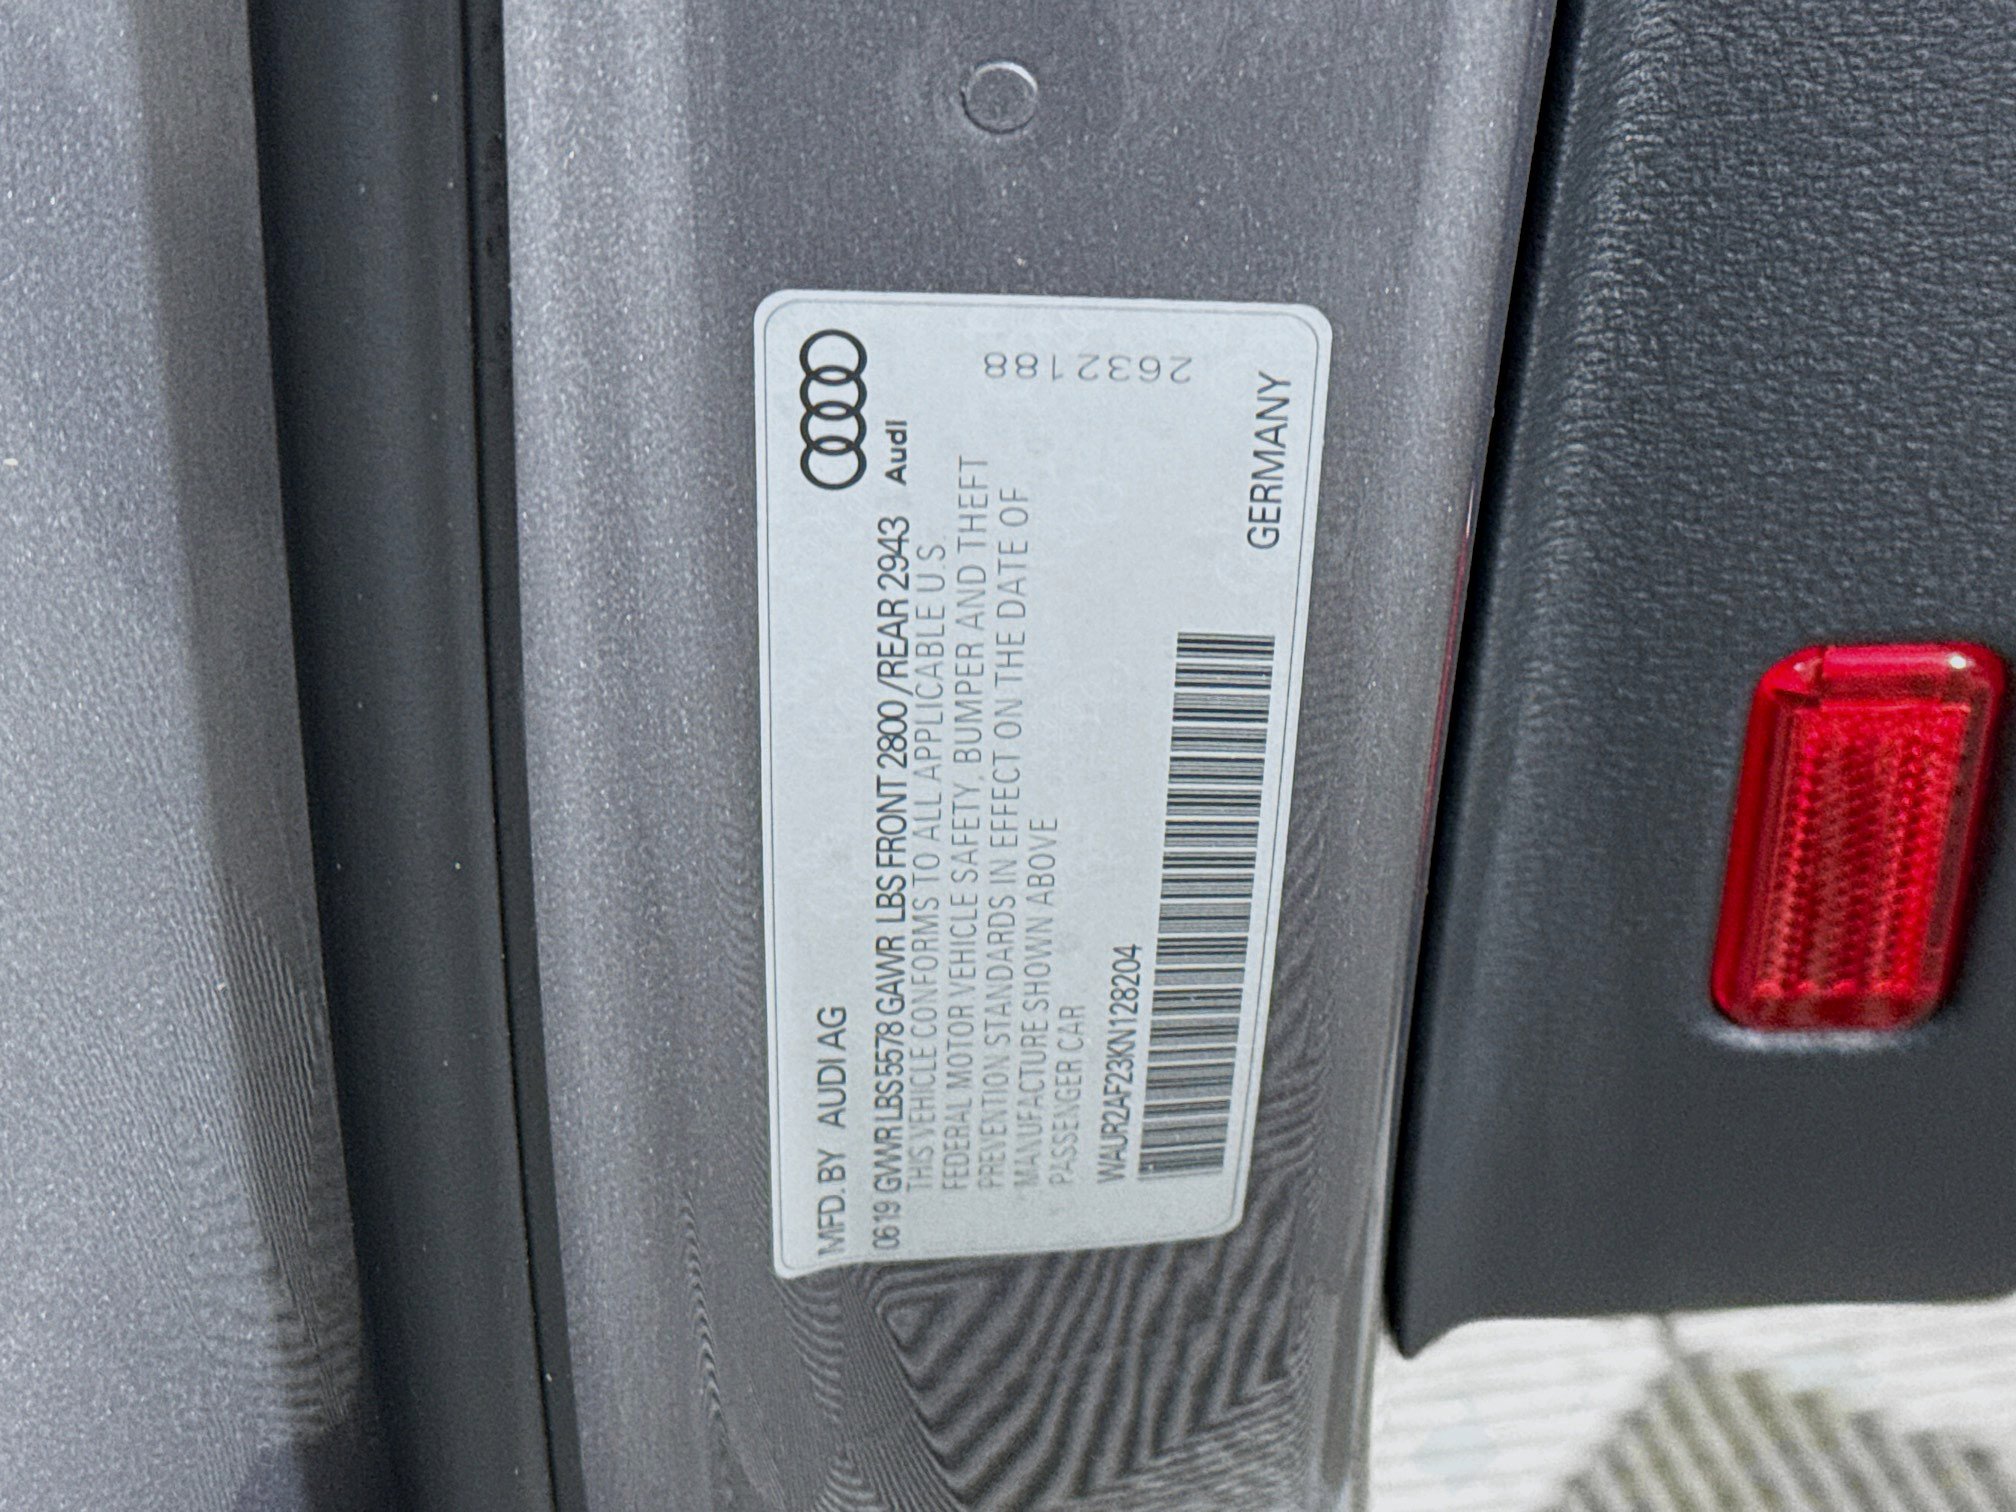 MFD. BY AUDI AG
0619 GVWR LBS 5578 GAWR LBS FRONT 2800 / REAR 2943
Audi
THIS VEHICLE CONFORMS TO ALL APPLICABLE U.S.
FEDERAL MOTOR VEHICLE SAFETY, BUMPER AND THEFT
PREVENTION STANDARDS IN EFFECT ON THE DATE OF
MANUFACTURE SHOWN ABOVE
PASSENGER CAR
2632188
WAUR2AF23KN128204
GERMANY